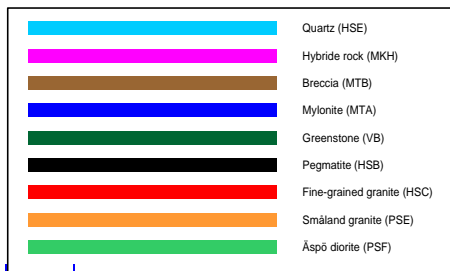 Quartz (HSE)
Hybride rock (MKH)
Breccia (MTB)
Mylonite (MTA)
Greenstone (VB)
Pegmatite (HSB)
Fine-grained granite (HSC)
Småland granite (PSE)
Äspö diorite (PSF)